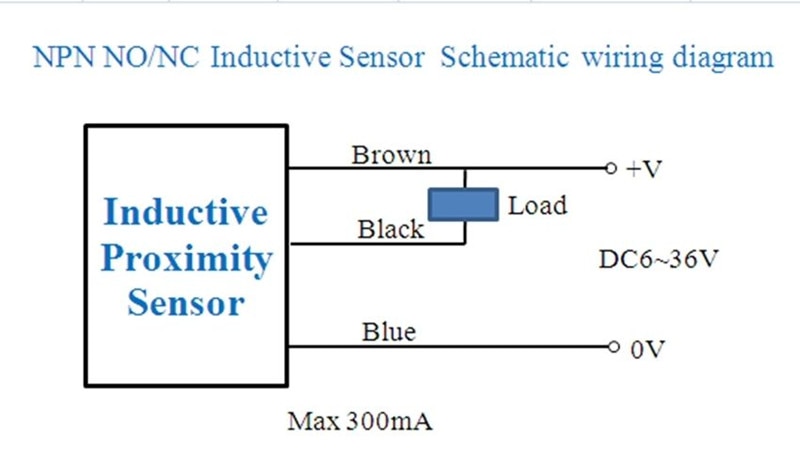 NPN NO/NC Inductive Sensor Schematic wiring diagram
Brown
+V
Inductive
Proximity
Sensor
Load
Black
DC6~36V
Blue
0V
Max 300mA